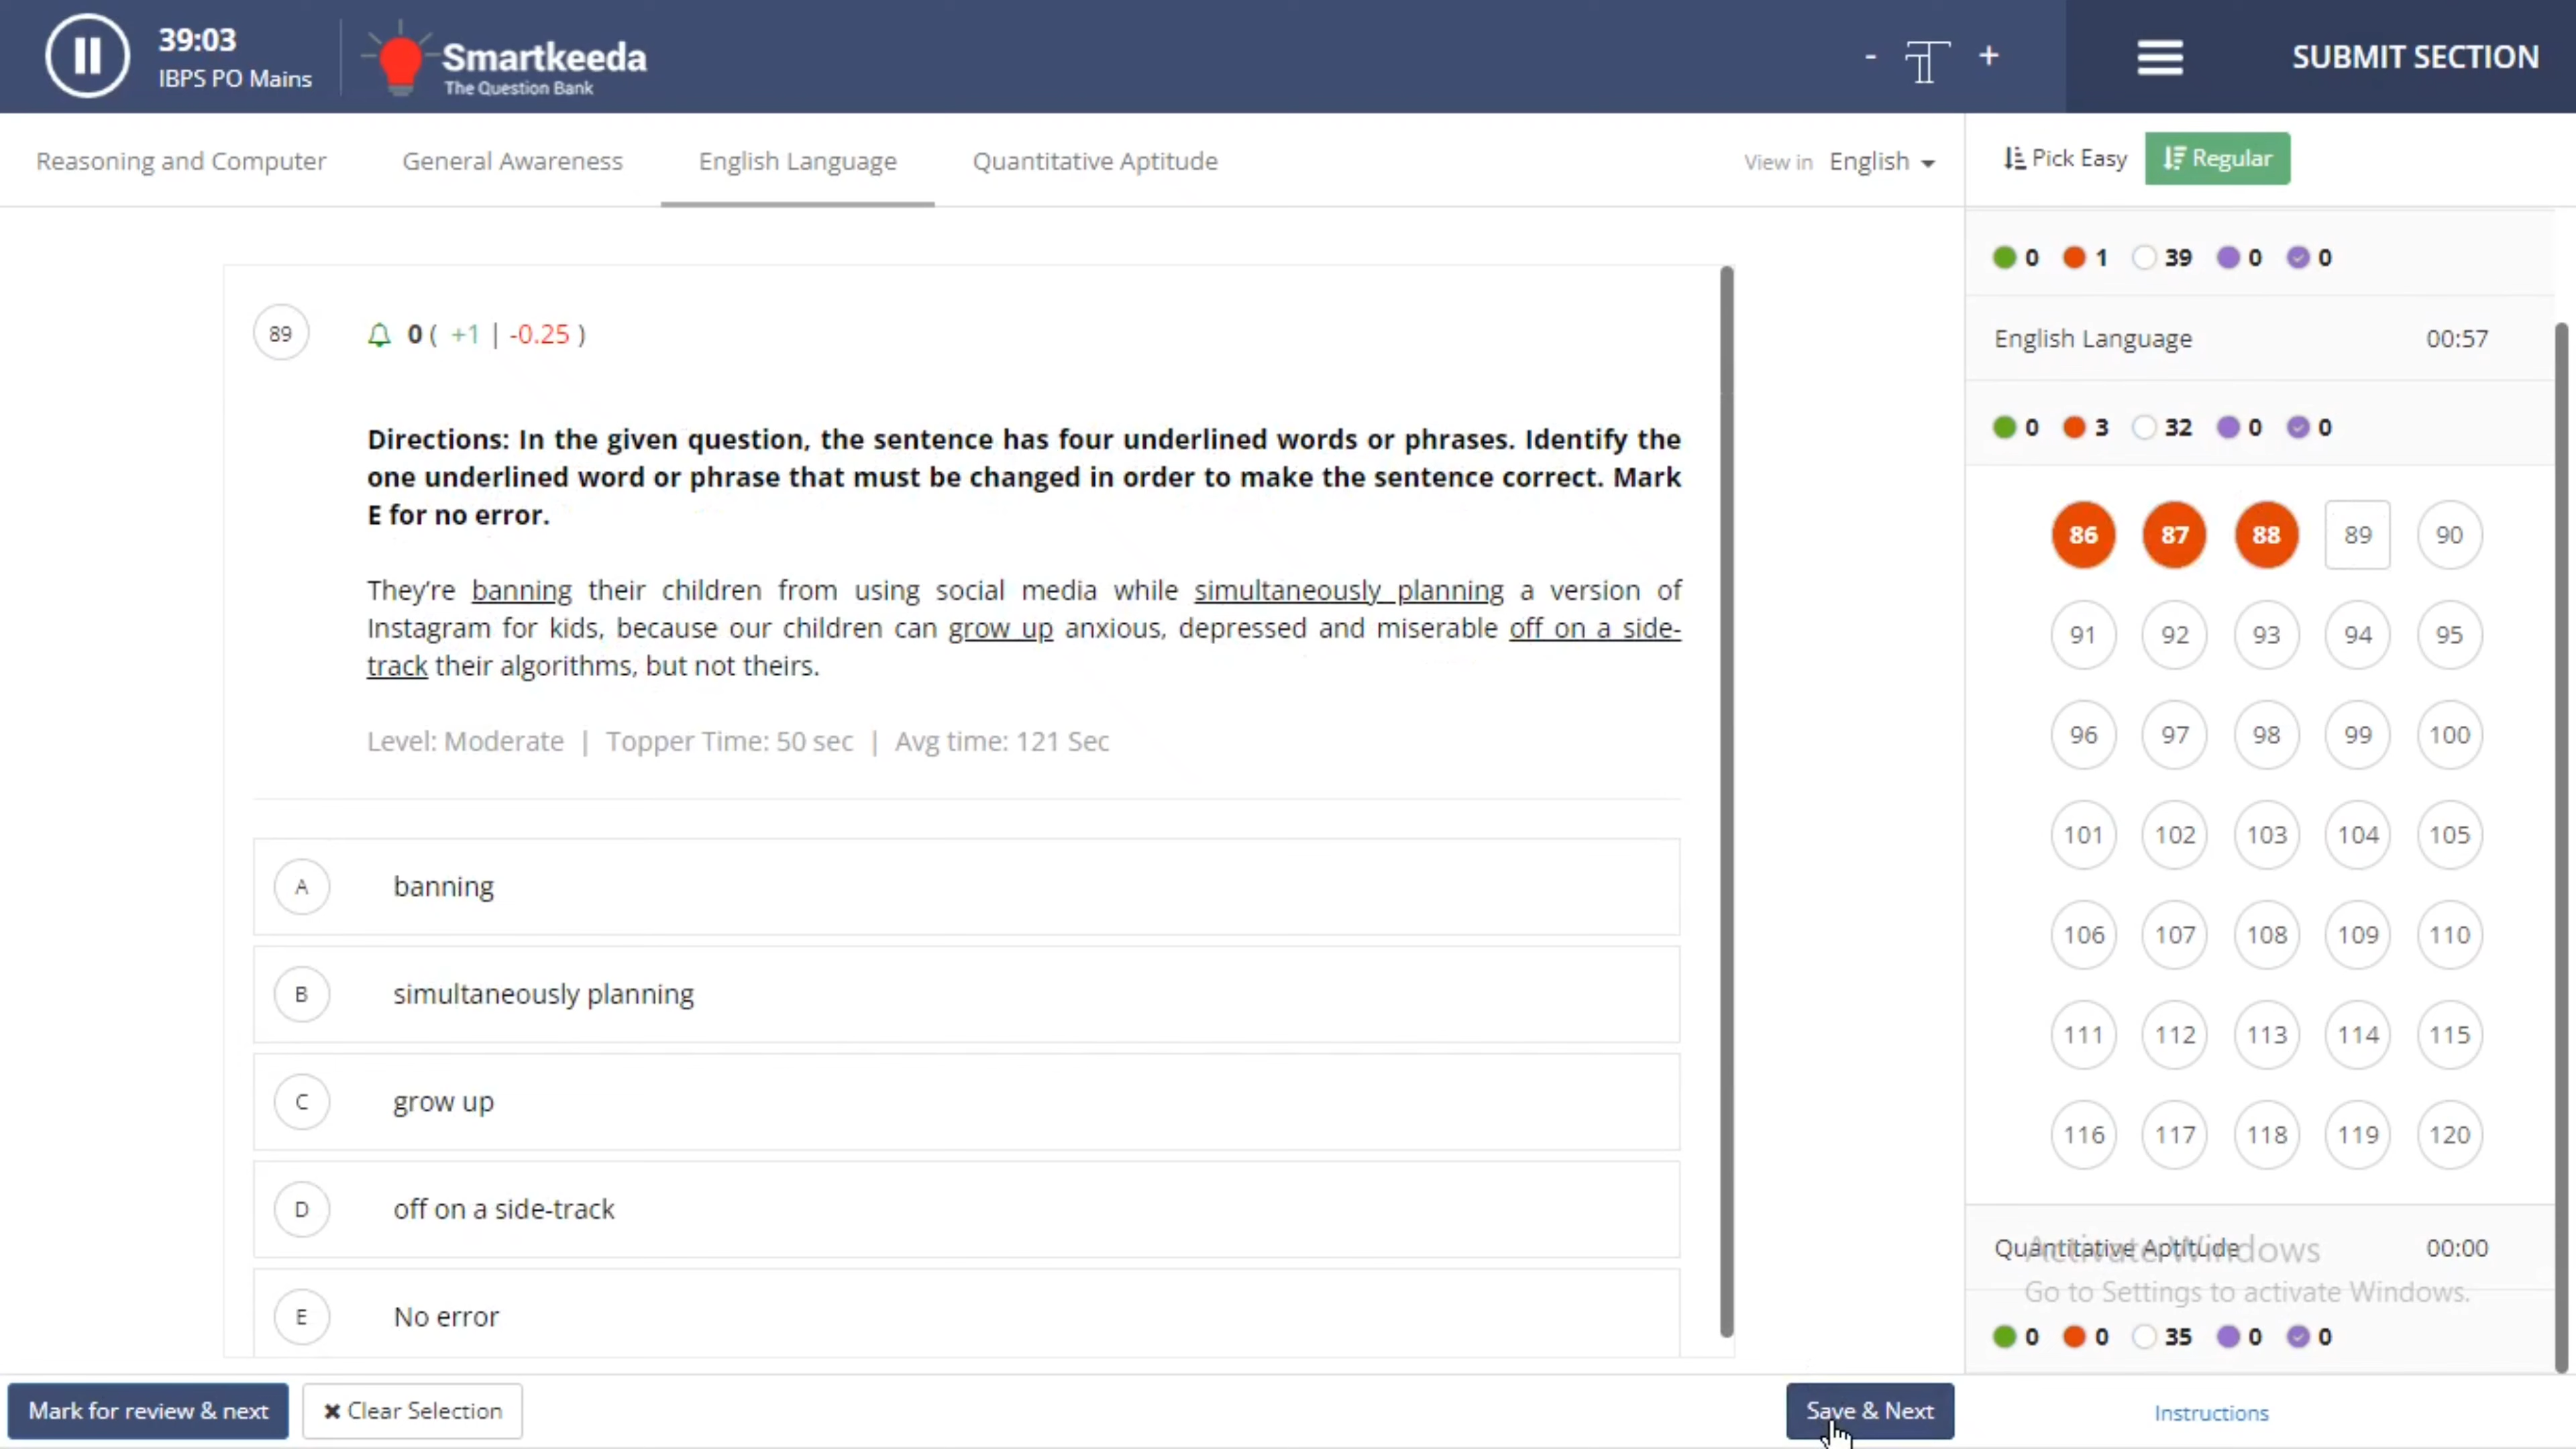 39:03
IBPS PO Mains
Smartkeeda
The Question Bank
- T +
SUBMIT SECTION
Reasoning and Computer
General Awareness
English Language
Quantitative Aptitude
View in English
Pick Easy
Regular
89
0 ( +1 | -0.25 )
Directions: In the given question, the sentence has four underlined words or phrases. Identify the
one underlined word or phrase that must be changed in order to make the sentence correct. Mark
E for no error.
They’re banning their children from using social media while simultaneously planning a version of
Instagram for kids, because our children can grow up anxious, depressed and miserable off on a side-
track their algorithms, but not theirs.
Level: Moderate | Topper Time: 50 sec | Avg time: 121 Sec
A banning
B simultaneously planning
C grow up
D off on a side-track
E No error
Mark for review & next
✖ Clear Selection
Save & Next
0 1 39 0 0
English Language 00:57
0 3 32 0 0
86 87 88 89 90
91 92 93 94 95
96 97 98 99 100
101 102 103 104 105
106 107 108 109 110
111 112 113 114 115
116 117 118 119 120
Quantitative Aptitude 00:00
Activate Windows
Go to Settings to activate Windows.
0 0 35 0 0
Instructions